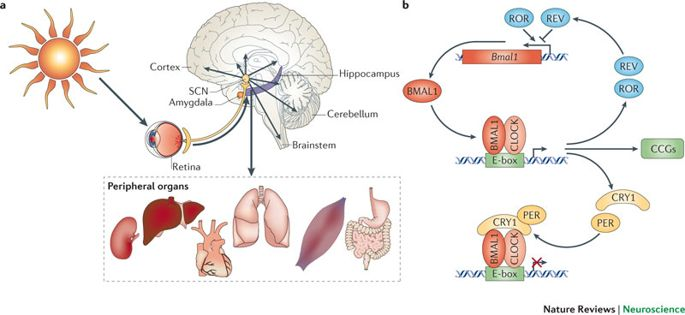 a
Cortex
SCN
Amygdala
Hippocampus
Cerebellum
Brainstem
Retina
Peripheral organs
b
ROR
REV
Bmal1
BMAL1
REV
ROR
BMAL1
CLOCK
E-box
CCGs
CRY1
PER
CRY1
PER
BMAL1
CLOCK
E-box
Nature Reviews | Neuroscience